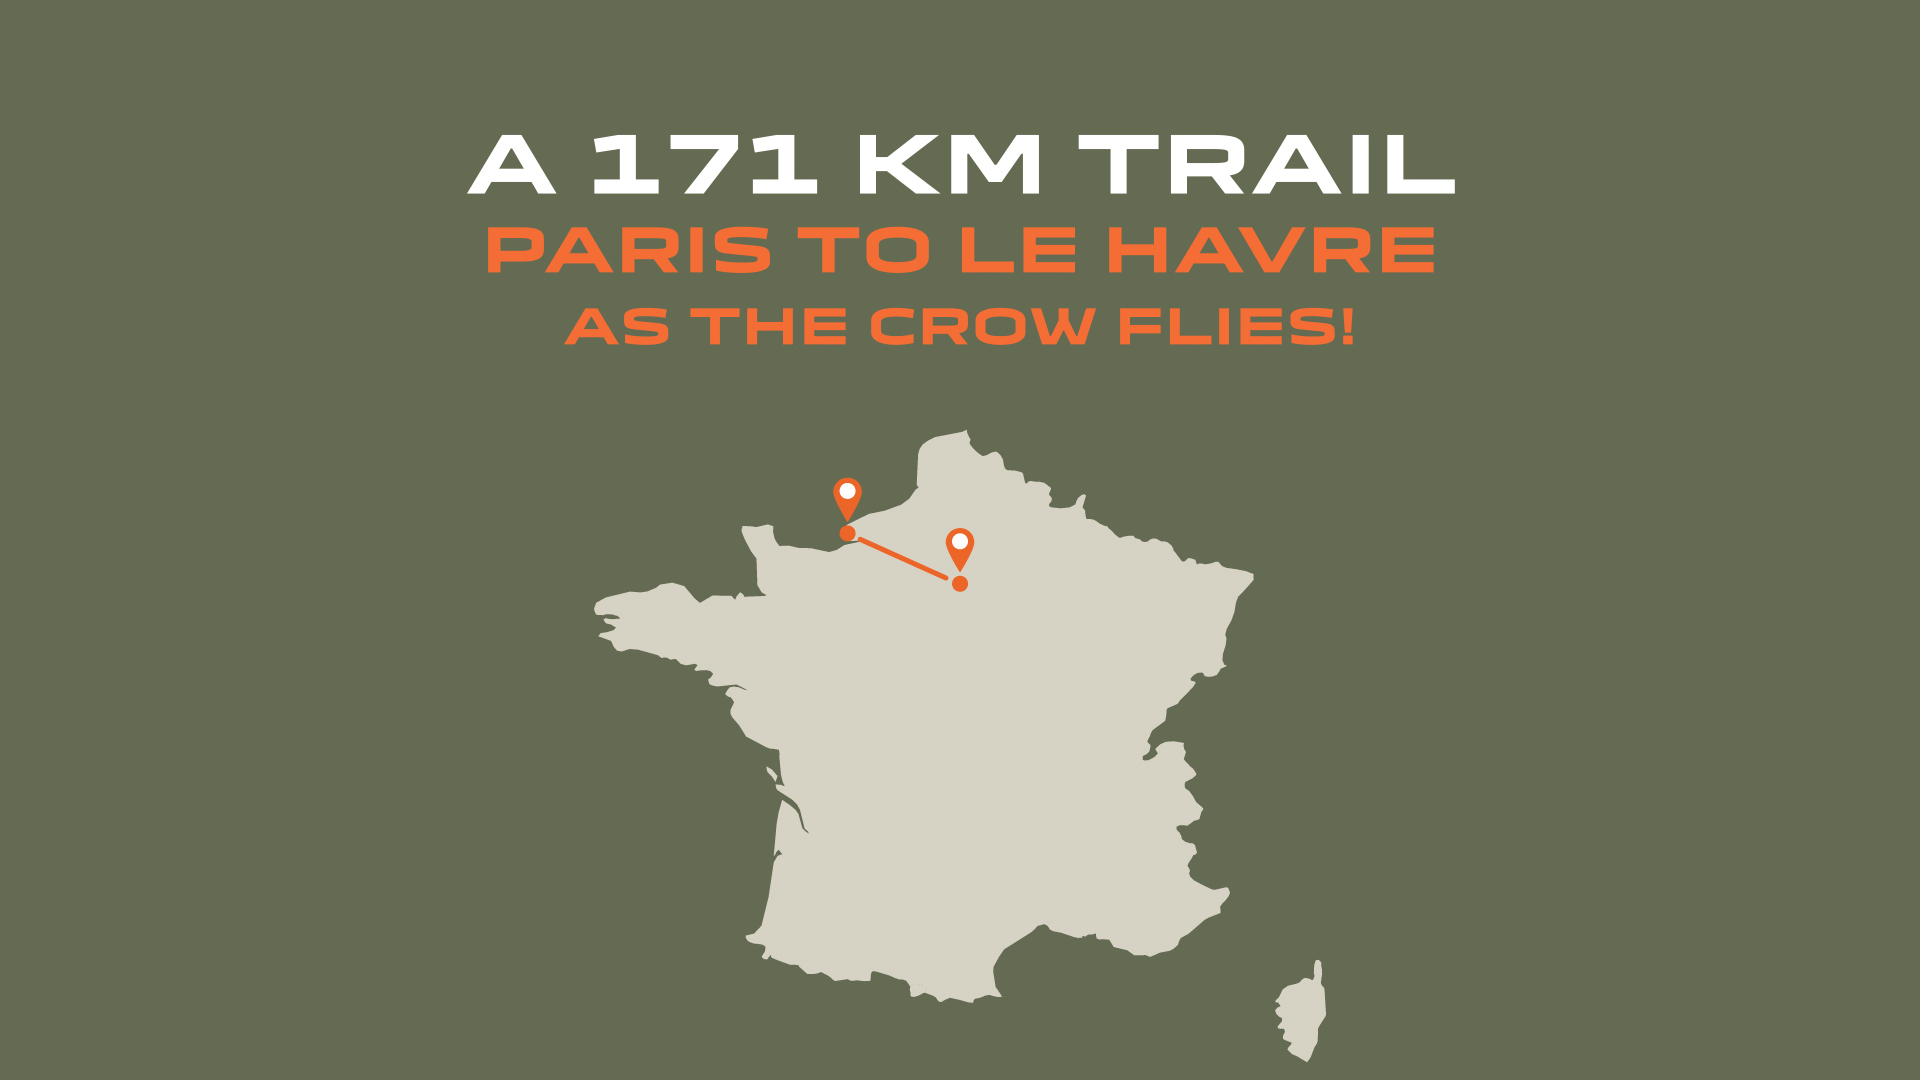 A 171 KM TRAIL
PARIS TO LE HAVRE
AS THE CROW FLIES!